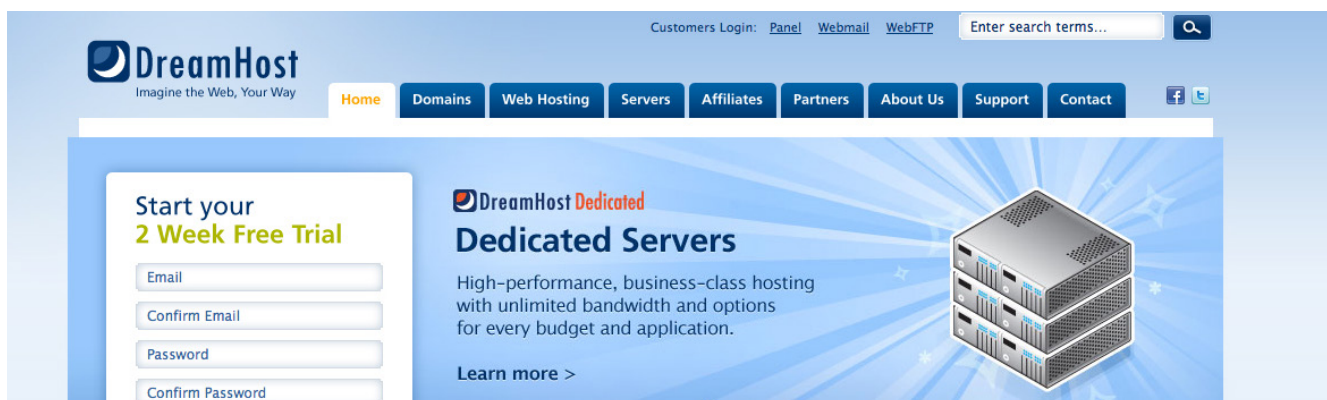 Customers Login: Panel Webmail WebFTP Enter search terms...
DreamHost
Imagine the Web, Your Way
Home Domains Web Hosting Servers Affiliates Partners About Us Support Contact
Start your
2 Week Free Trial
Email
Confirm Email
Password
Confirm Password
DreamHost Dedicated
Dedicated Servers
High-performance, business-class hosting
with unlimited bandwidth and options
for every budget and application.
Learn more >